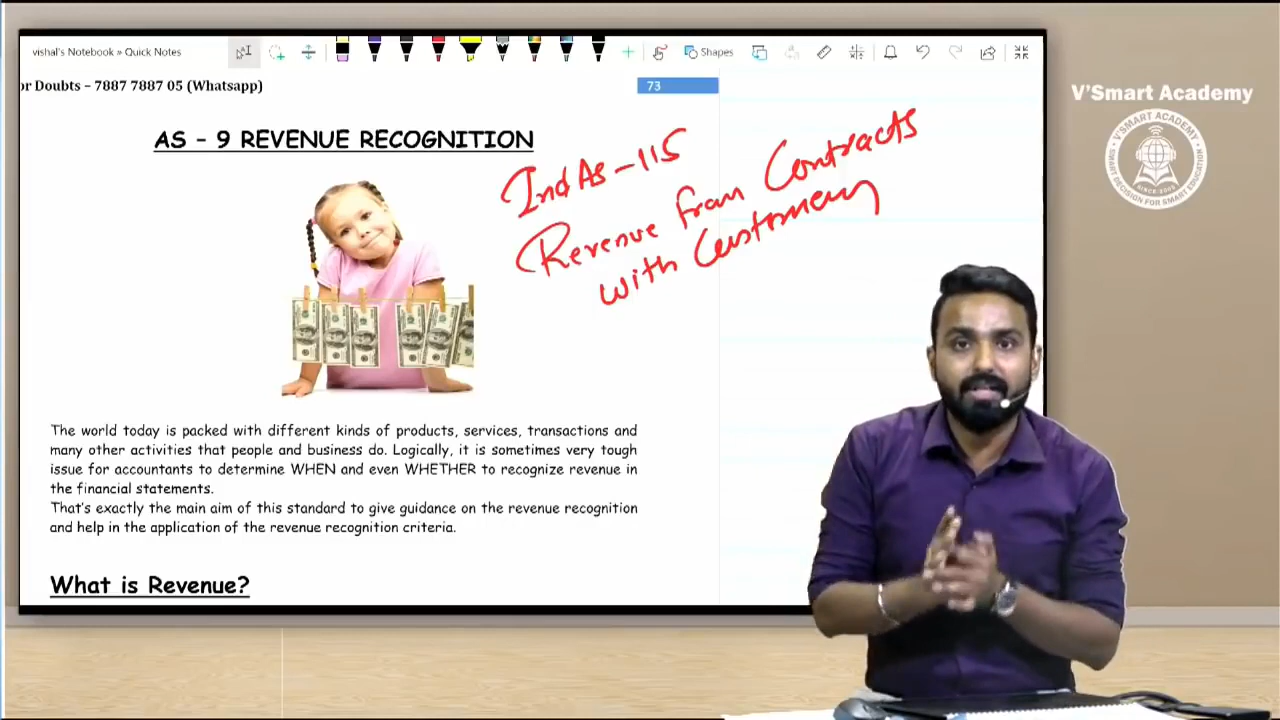 vishal's Notebook » Quick Notes
Shapes
or Doubts – 7887 7887 05 (Whatsapp)
73
V'Smart Academy
AS – 9 REVENUE RECOGNITION
Ind As - 115
Revenue from Contracts
with Customers
V'SMART ACADEMY
SINCE-2005
SMART DECISION FOR SMART EDUCATION
The world today is packed with different kinds of products, services, transactions and
many other activities that people and business do. Logically, it is sometimes very tough
issue for accountants to determine WHEN and even WHETHER to recognize revenue in
the financial statements.
That's exactly the main aim of this standard to give guidance on the revenue recognition
and help in the application of the revenue recognition criteria.
What is Revenue?